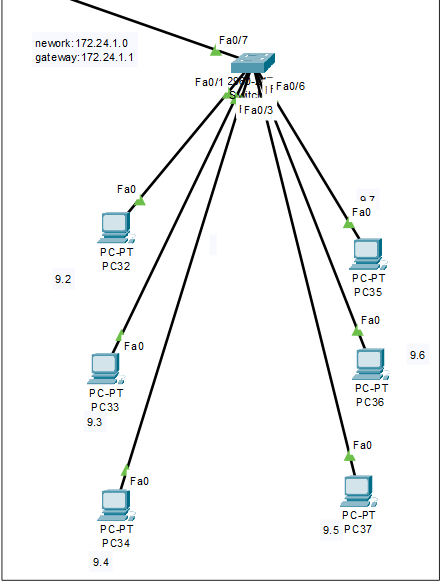 Fa0/7
nework:172.24.1.0
gateway:172.24.1.1
Fa0/1
Fa0/6
Switch
Fa0/3
Fa0
PC-PT
PC32
9.2
9.7
Fa0
PC-PT
PC35
Fa0
PC-PT
PC33
9.3
Fa0
PC-PT
PC36
9.6
Fa0
PC-PT
PC34
9.4
Fa0
PC-PT
9.5 PC37